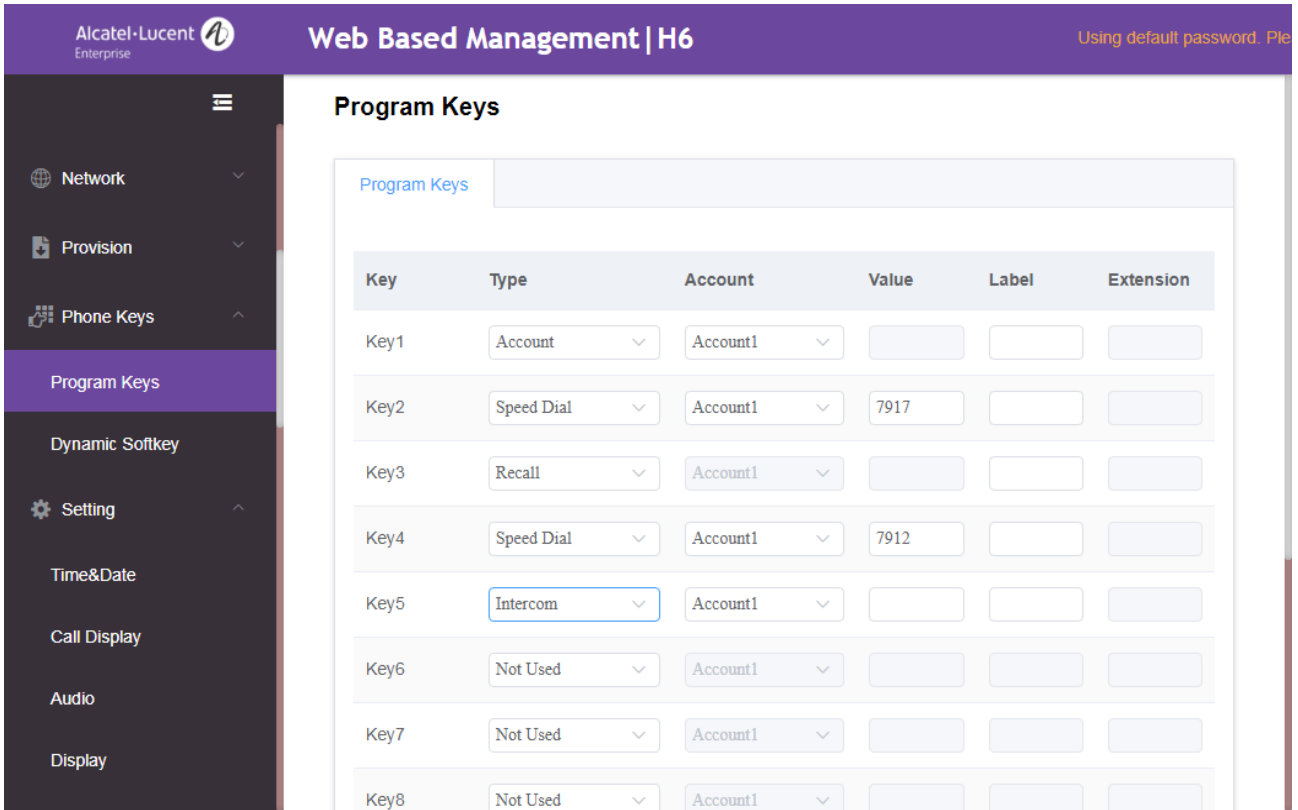 Alcatel·Lucent
Enterprise
Web Based Management|H6
Using default password. Ple
Program Keys
Network
Provision
Phone Keys
Program Keys
Dynamic Softkey
Setting
Time&Date
Call Display
Audio
Display
Program Keys
Key Type Account Value Label Extension
Key1 Account Account1
Key2 Speed Dial Account1 7917
Key3 Recall Account1
Key4 Speed Dial Account1 7912
Key5 Intercom Account1
Key6 Not Used Account1
Key7 Not Used Account1
Key8 Not Used Account1